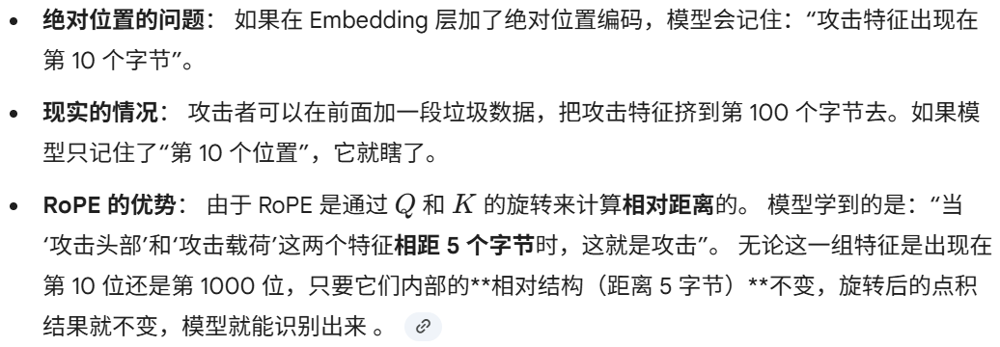 • 绝对位置的问题： 如果在 Embedding 层加了绝对位置编码，模型会记住：“攻击特征出现在
第 10 个字节”。
• 现实的情况： 攻击者可以在前面加一段垃圾数据，把攻击特征挤到第 100 个字节去。如果模
型只记住了“第 10 个位置”，它就瞎了。
• RoPE 的优势： 由于 RoPE 是通过 Q 和 K 的旋转来计算相对距离的。 模型学到的是：“当
‘攻击头部’和‘攻击载荷’这两个特征相距 5 个字节时，这就是攻击”。 无论这一组特征是出现在
第 10 位还是第 1000 位，只要它们内部的**相对结构（距离 5 字节）**不变，旋转后的点积
结果就不变，模型就能识别出来 。